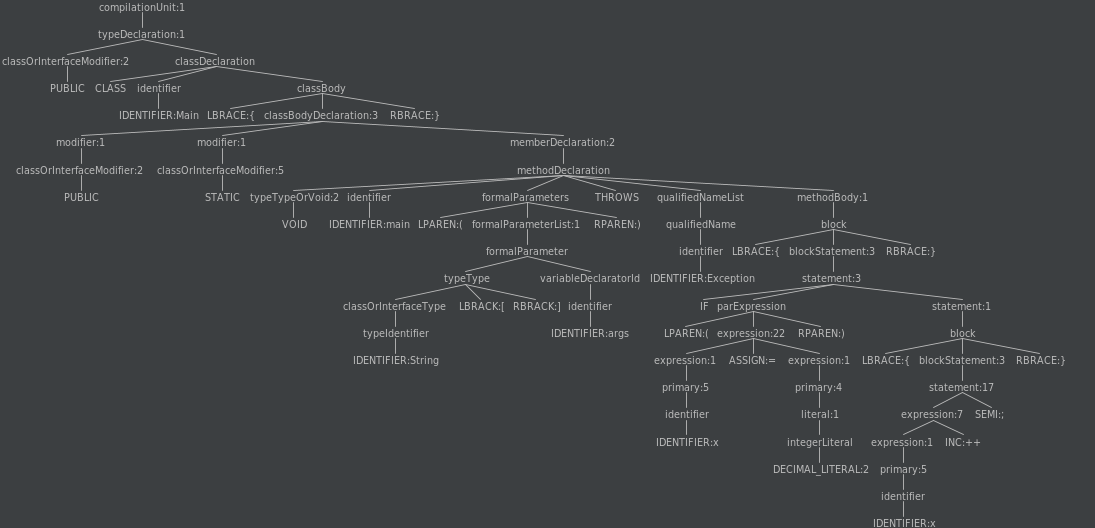 compilationUnit:1
typeDeclaration:1
classOrInterfaceModifier:2 classDeclaration
PUBLIC CLASS identifier classBody
IDENTIFIER:Main LBRACE:{ classBodyDeclaration:3 RBRACE:}
modifier:1 modifier:1 memberDeclaration:2
classOrInterfaceModifier:2 classOrInterfaceModifier:5 methodDeclaration
PUBLIC STATIC typeTypeOrVoid:2 identifier formalParameters THROWS qualifiedNameList methodBody:1
VOID IDENTIFIER:main LPAREN:( formalParameterList:1 RPAREN:) qualifiedName block
formalParameter identifier LBRACE:{ blockStatement:3 RBRACE:}
typeType variableDeclaratorId IDENTIFIER:Exception statement:3
classOrInterfaceType LBRACK:[ RBRACK:] identifier IF parExpression statement:1
typeIdentifier IDENTIFIER:args LPAREN:( expression:22 RPAREN:) block
IDENTIFIER:String expression:1 ASSIGN:= expression:1 LBRACE:{ blockStatement:3 RBRACE:}
primary:5 primary:4 statement:17
identifier literal:1 expression:7 SEMI:;
IDENTIFIER:x integerLiteral expression:1 INC:++
DECIMAL_LITERAL:2 primary:5
identifier
IDENTIFIER:x